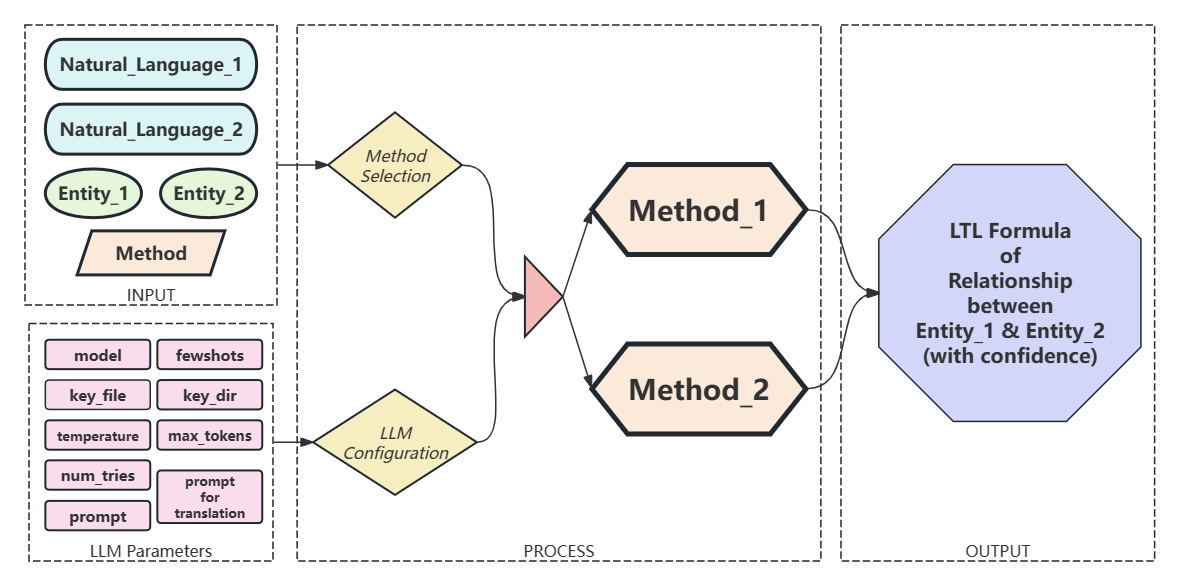 Natural_Language_1
Natural_Language_2
Entity_1
Entity_2
Method
INPUT
model
fewshots
key_file
key_dir
temperature
max_tokens
num_tries
prompt
for
translation
prompt
LLM Parameters
Method
Selection
LLM
Configuration
Method_1
Method_2
PROCESS
LTL Formula
of
Relationship
between
Entity_1 & Entity_2
(with confidence)
OUTPUT